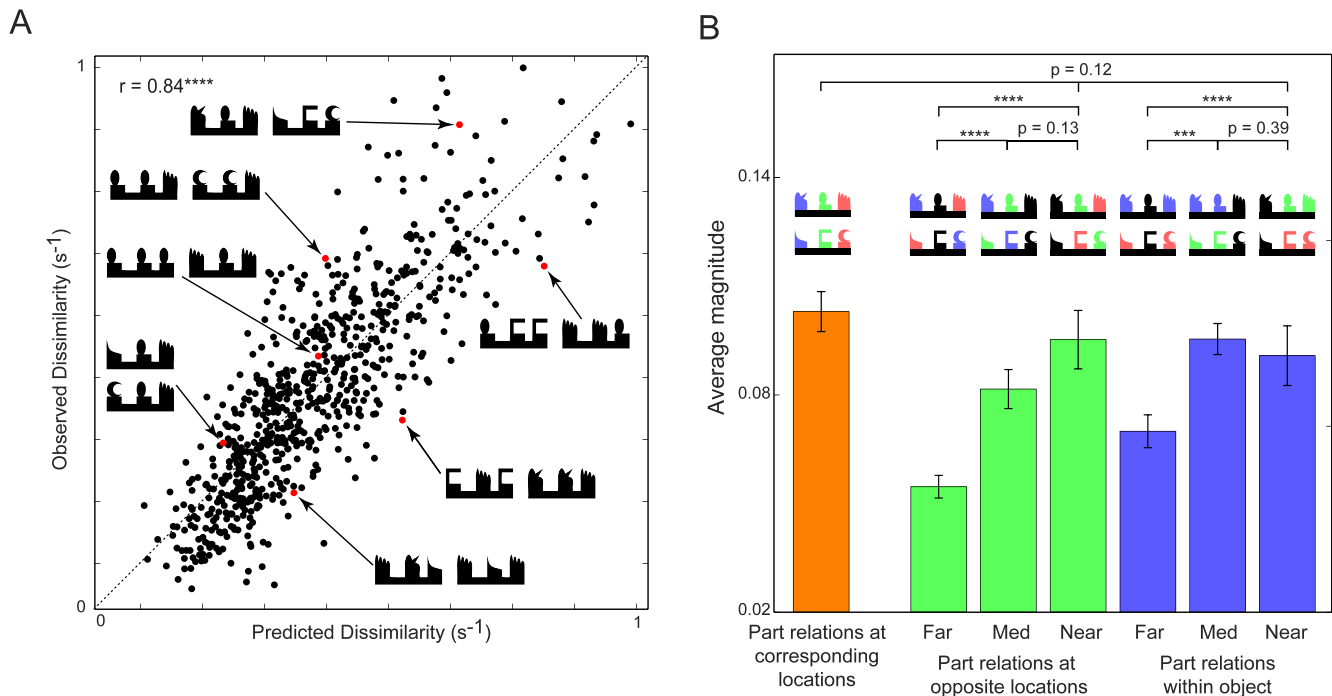 A
1
r = 0.84****
Observed Dissimilarity (s-1)
0
0
1
Predicted Dissimilarity (s-1)
B
p = 0.12
****
****
****
p = 0.13
***
p = 0.39
0.14
0.08
0.02
Average magnitude
Part relations at
corresponding
locations
Far
Med
Near
Far
Med
Near
Part relations at
opposite locations
Part relations
within object